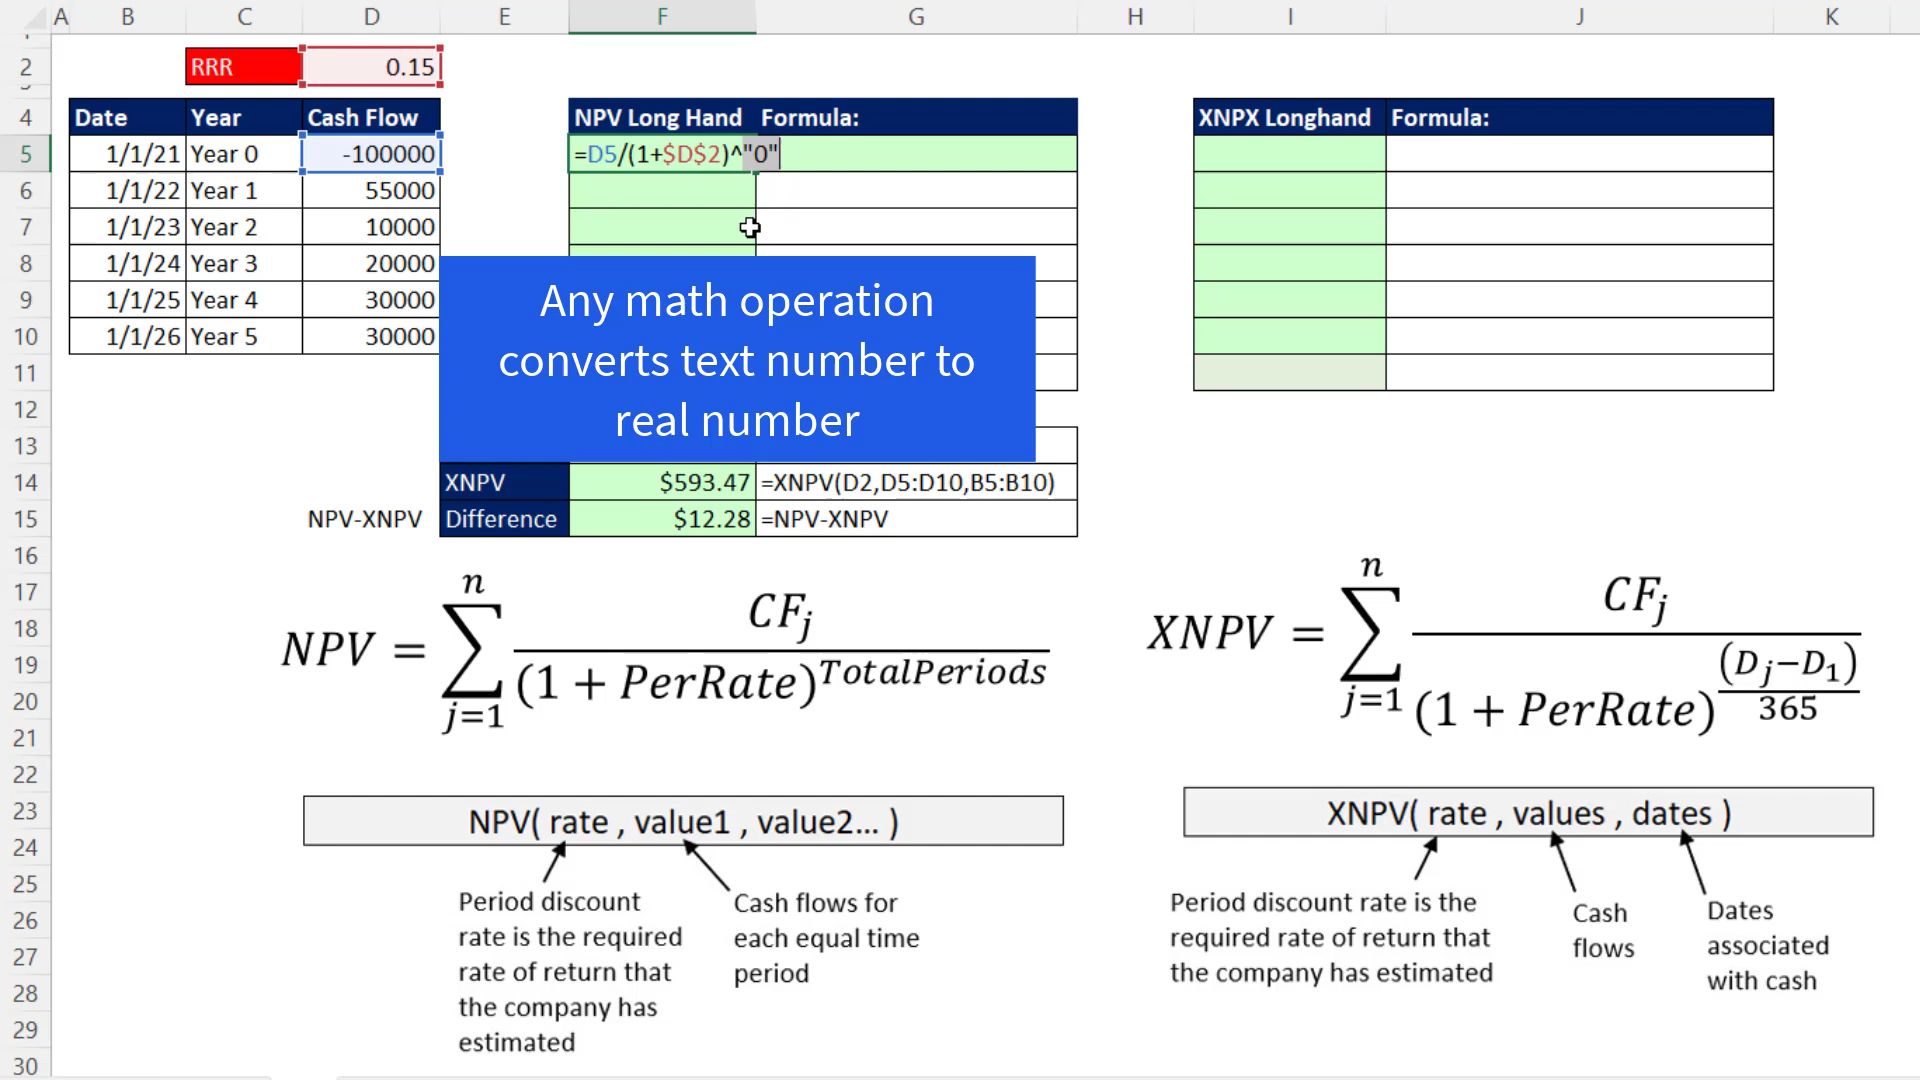 A B C D E F G H I J K
2 RRR 0.15
4 Date Year Cash Flow NPV Long Hand Formula: XNPX Longhand Formula:
5 1/1/21 Year 0 -100000 =D5/(1+$D$2)^"0"
6 1/1/22 Year 1 55000
7 1/1/23 Year 2 10000
8 1/1/24 Year 3 20000
9 1/1/25 Year 4 30000
10 1/1/26 Year 5 30000
11
12
13
Any math operation
converts text number to
real number
14 XNPV $593.47 =XNPV(D2,D5:D10,B5:B10)
15 NPV-XNPV Difference $12.28 =NPV-XNPV
16
17
18
19
20
21
22
23
24
25
26
27
28
29
30
NPV = n ∑ j=1 CFj / (1 + PerRate)^TotalPeriods
XNPV = n ∑ j=1 CFj / (1 + PerRate)^(Dj−D1)/365
NPV( rate , value1 , value2... )
XNPV( rate , values , dates )
Period discount
rate is the required
rate of return that
the company has
estimated
Cash flows for
each equal time
period
Period discount rate is the
required rate of return that
the company has estimated
Cash
flows
Dates
associated
with cash